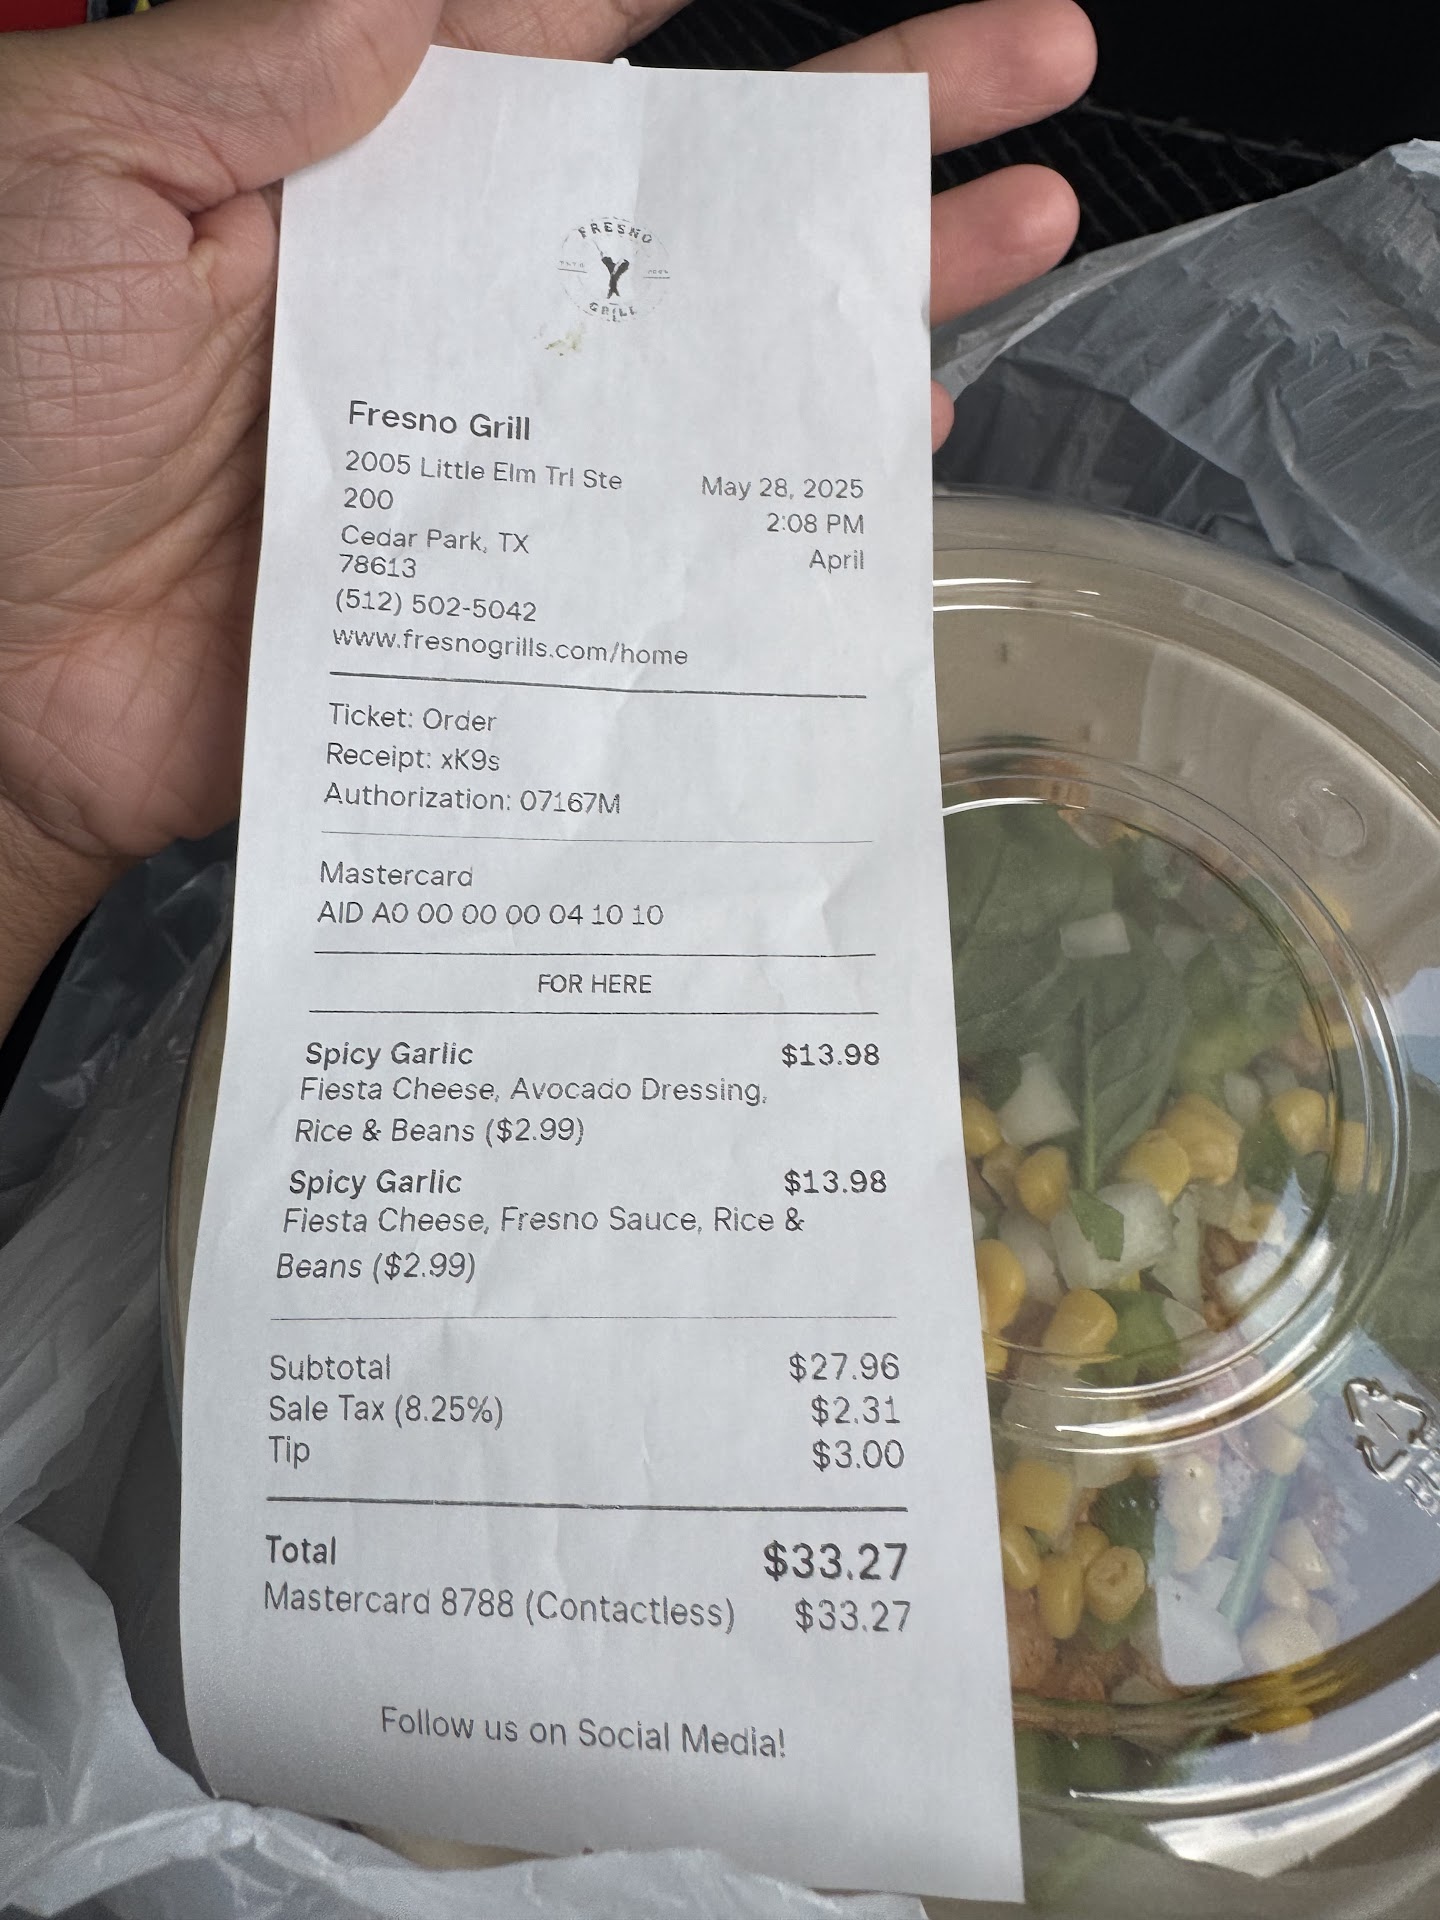 FRESNO
GRILL
Fresno Grill
2005 Little Elm Trl Ste
200
Cedar Park, TX
78613
(512) 502-5042
www.fresnogrills.com/home
May 28, 2025
2:08 PM
April
Ticket: Order
Receipt: xK9s
Authorization: 07167M
Mastercard
AID A0 00 00 00 04 10 10
FOR HERE
Spicy Garlic $13.98
Fiesta Cheese, Avocado Dressing,
Rice & Beans ($2.99)
Spicy Garlic $13.98
Fiesta Cheese, Fresno Sauce, Rice &
Beans ($2.99)
Subtotal $27.96
Sale Tax (8.25%) $2.31
Tip $3.00
Total $33.27
Mastercard 8788 (Contactless) $33.27
Follow us on Social Media!